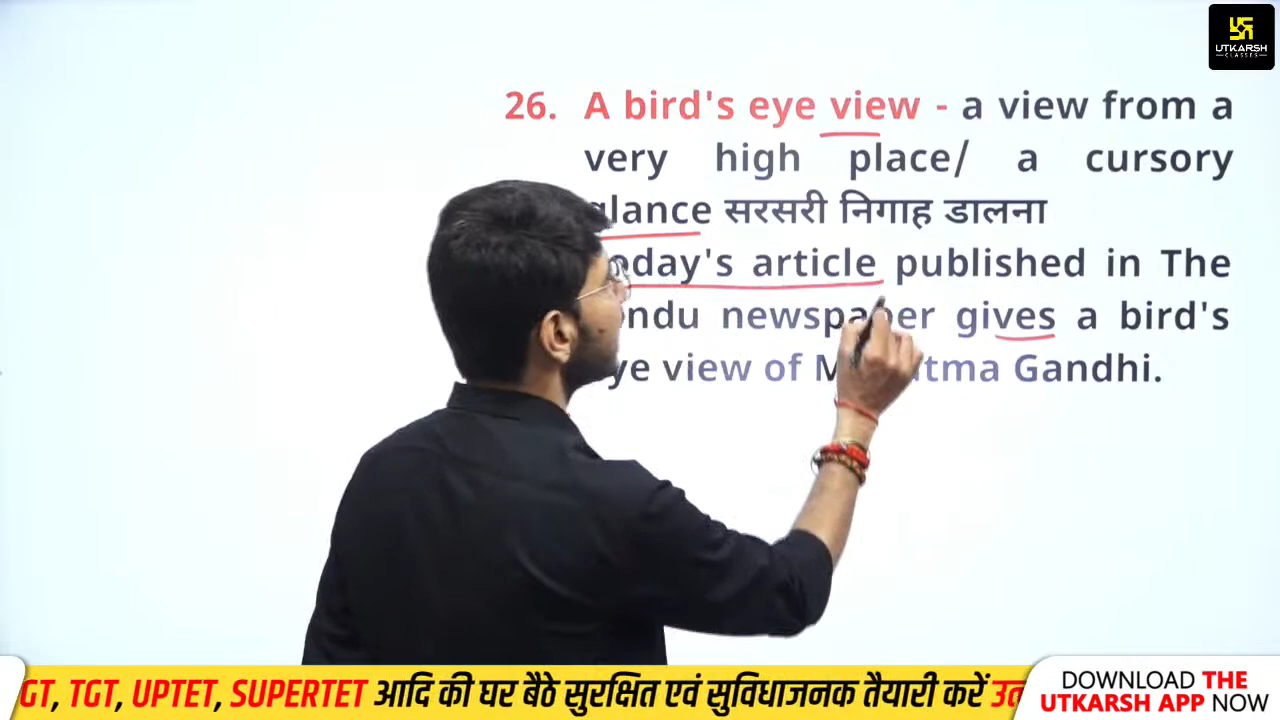 UTKARSH
CLASSES
26. A bird's eye view - a view from a
very high place/ a cursory
glance सरसरी निगाह डालना
article published in The
newspaper gives a bird's
view of Gandhi.
GT, TGT, UPTET, SUPERTET आदि की घर बैठे सुरक्षित एवं सुविधाजनक तैयारी करें
DOWNLOAD THE
UTKARSH APP NOW